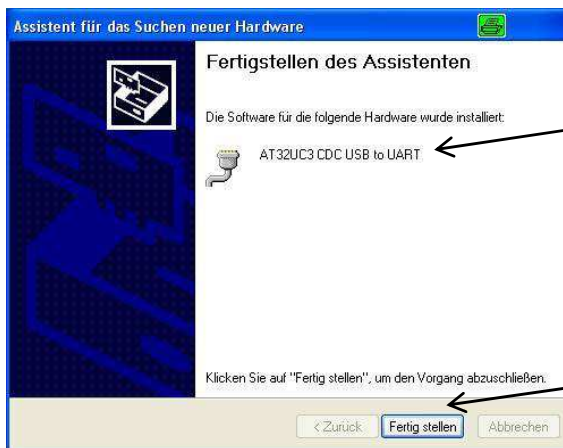 Assistent für das Suchen neuer Hardware
Fertigstellen des Assistenten
Die Software für die folgende Hardware wurde installiert:
AT32UC3 CDC USB to UART
Klicken Sie auf "Fertig stellen", um den Vorgang abzuschließen.
< Zurück Fertig stellen Abbrechen